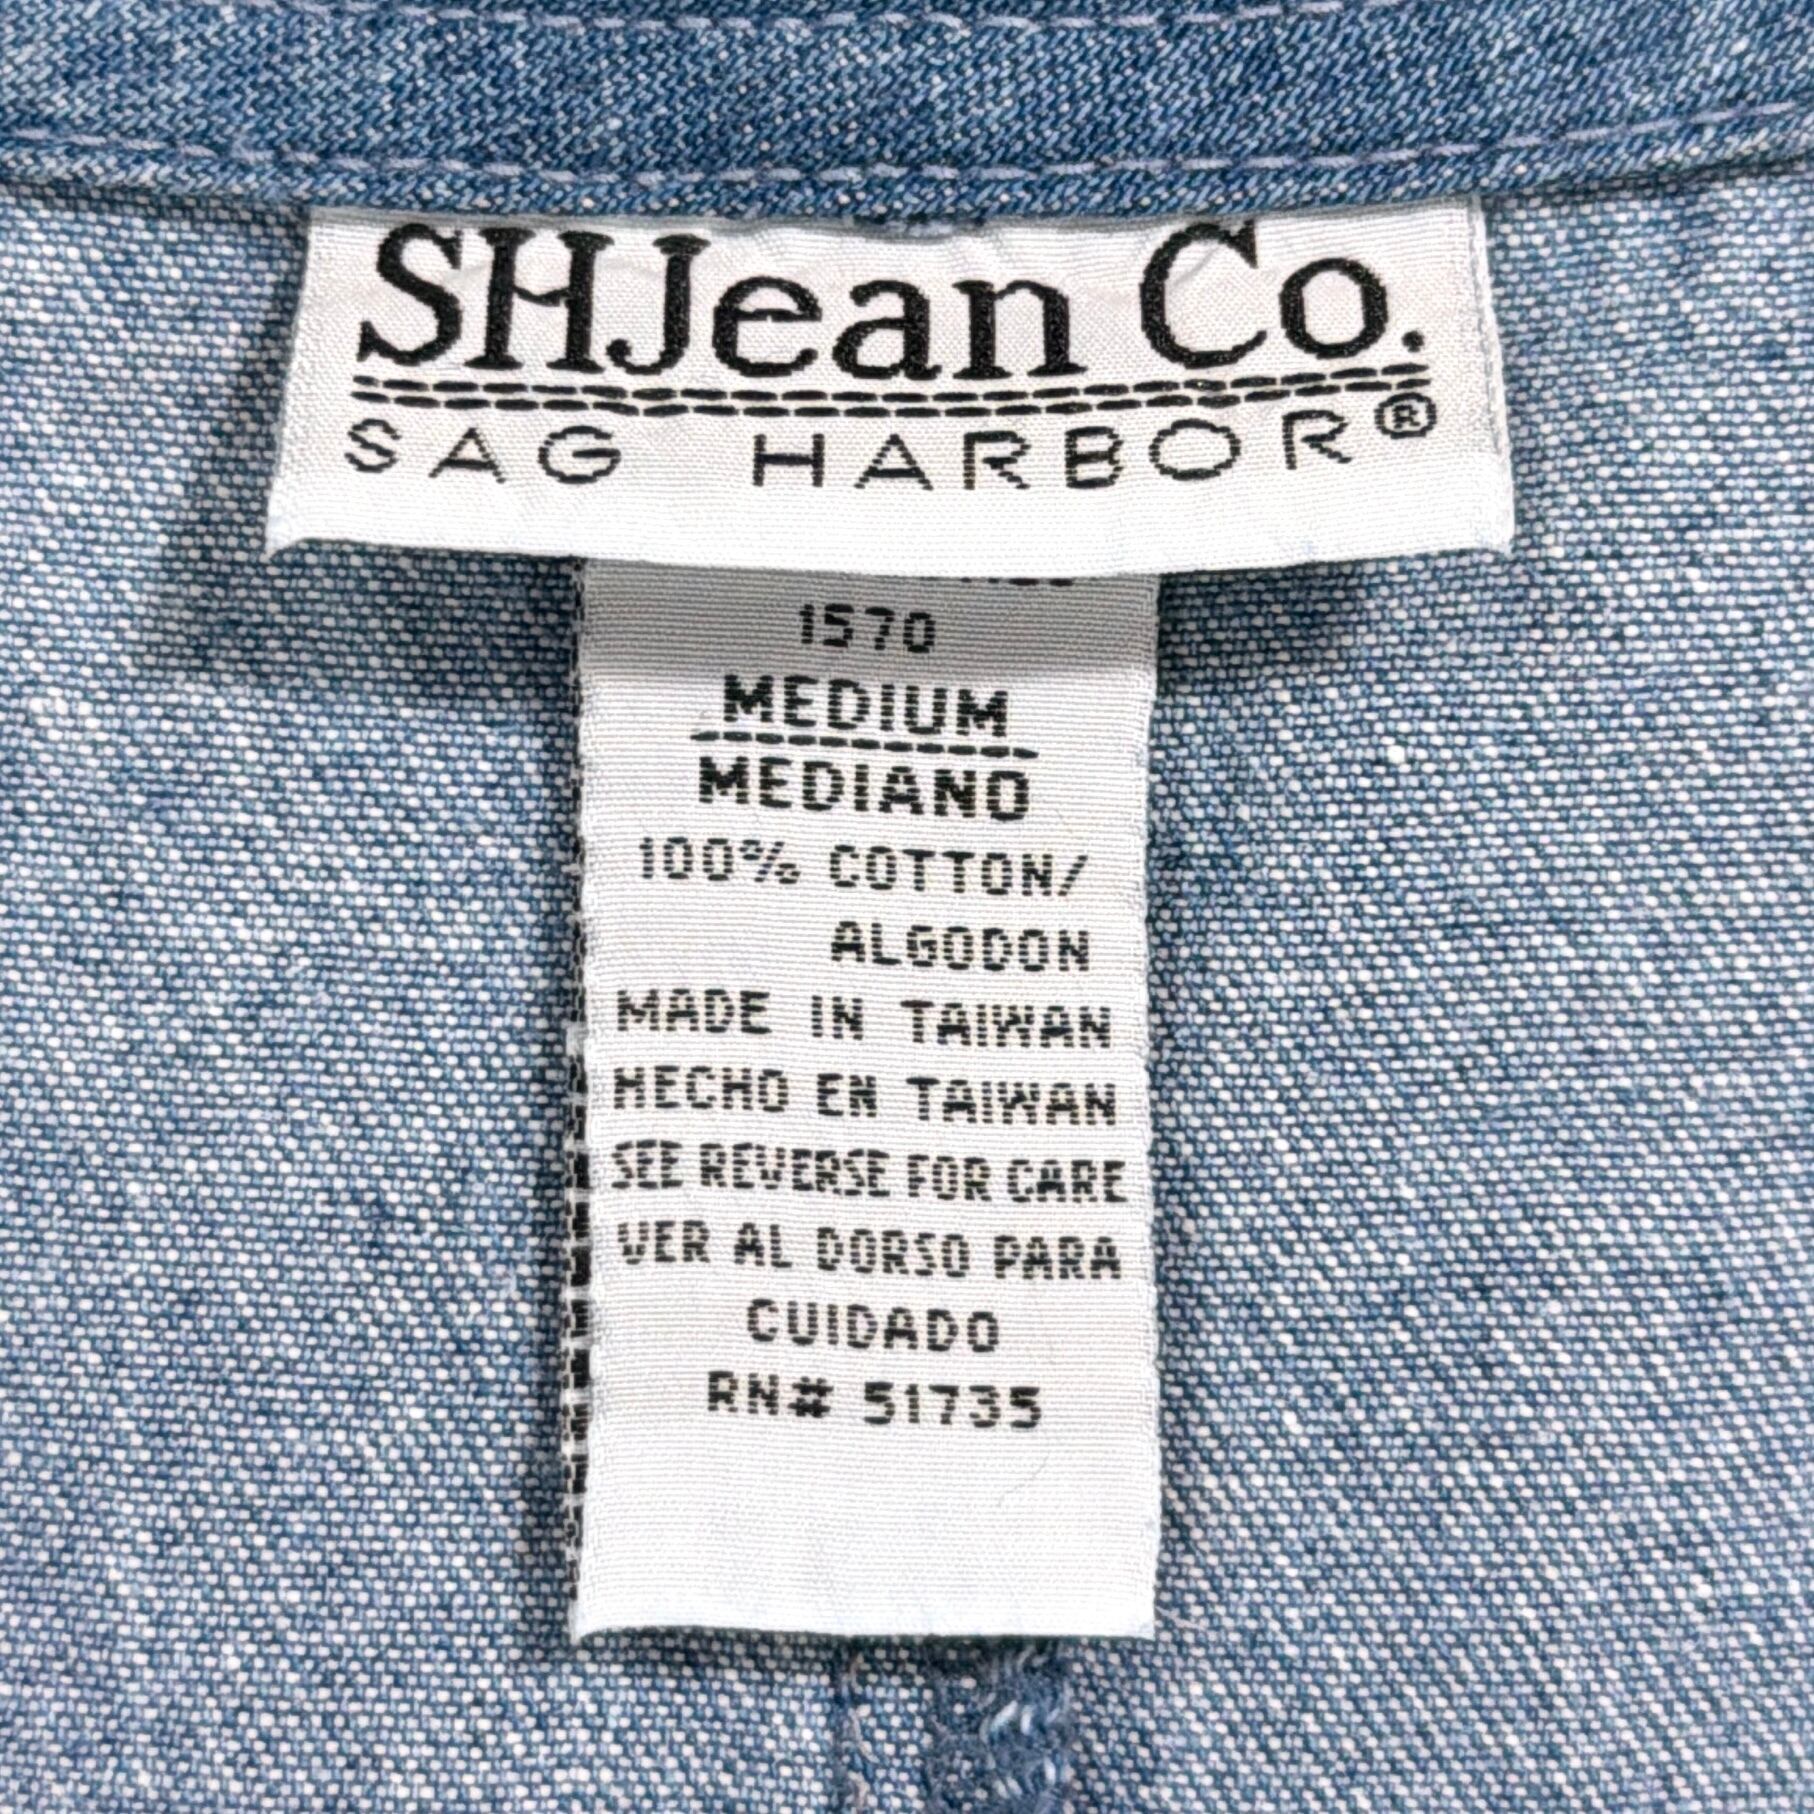 SHJean Co.
SAG HARBOR®
1570
MEDIUM
MEDIANO
100% COTTON/
ALGODON
MADE IN TAIWAN
HECHO EN TAIWAN
SEE REVERSE FOR CARE
VER AL DORSO PARA
CUIDADO
RN# 51735